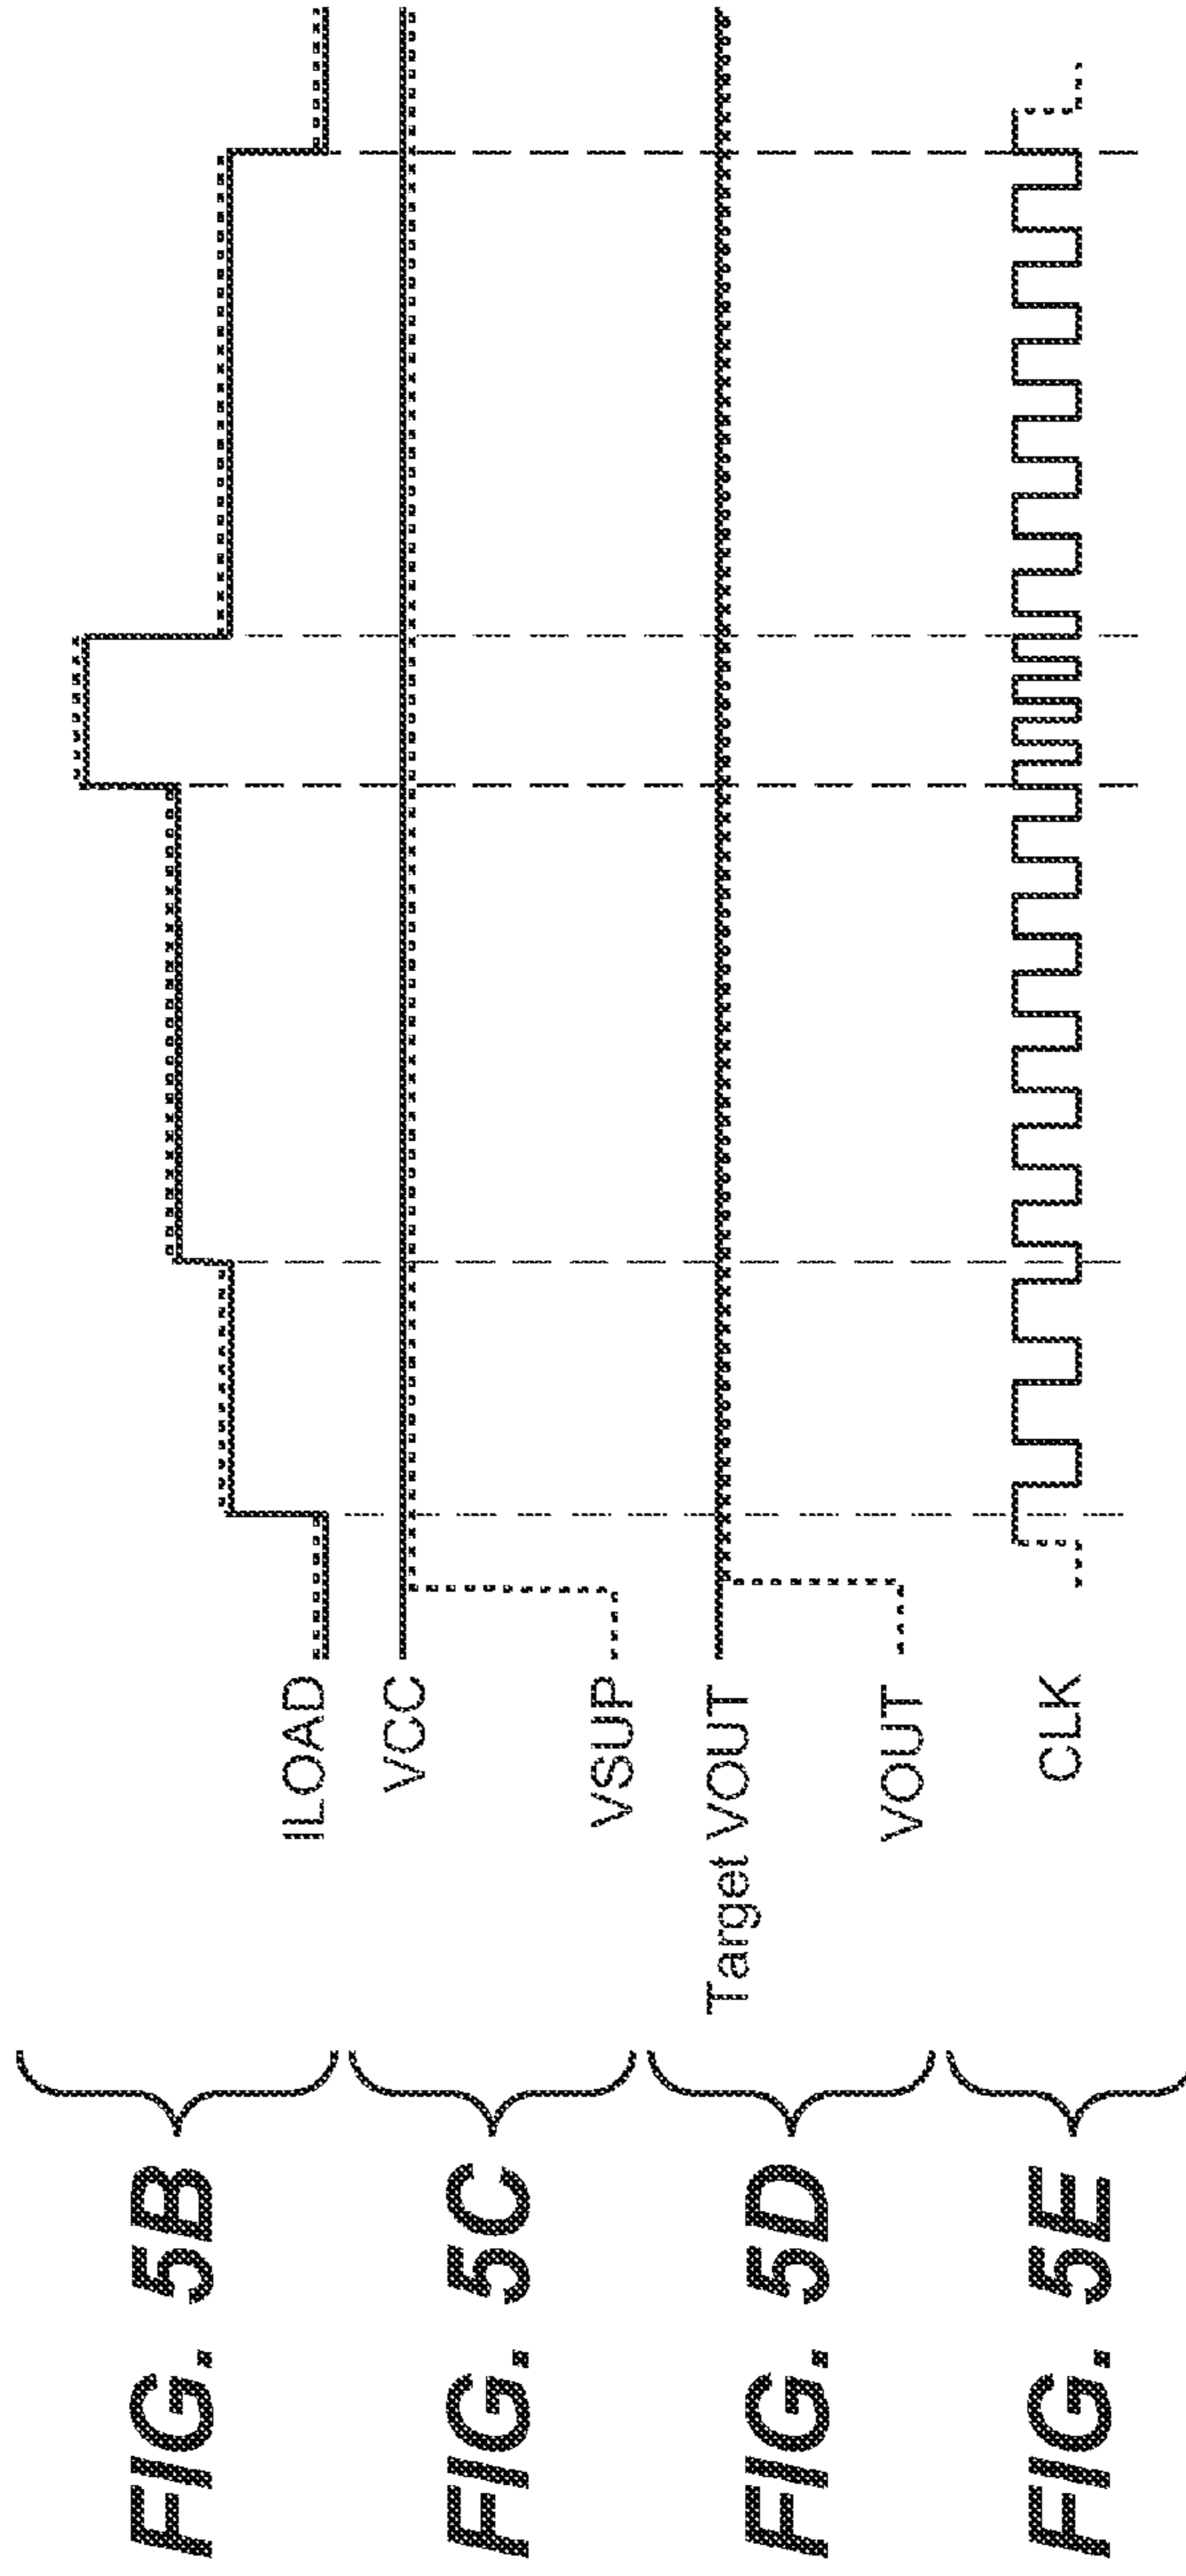 FIG. 5B
ILOAD
FIG. 5C
VCC
VSUP
FIG. 5D
Target VOUT
VOUT
FIG. 5E
CLK